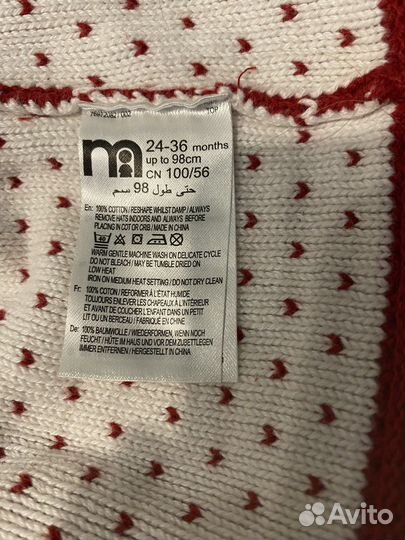 TOP
m
24-36 months
up to 98cm
CN 100/56
حتى طول 98 سم
En: 100% COTTON / RESHAPE WHILST DAMP / ALWAYS
REMOVE HATS INDOORS AND ALWAYS BEFORE
PLACING IN COT OR CRIB / MADE IN CHINA
WARM GENTLE MACHINE WASH ON DELICATE CYCLE
DO NOT BLEACH / MAY BE TUMBLE DRIED ON
LOW HEAT
IRON ON MEDIUM HEAT SETTING / DO NOT DRY CLEAN
Fr: 100% COTON / REFORMER À L'ÉTAT HUMIDE
TOUJOURS ENLEVER LES CHAPEAUX À L'INTÉRIEUR
ET AVANT DE COUCHER L'ENFANT DANS UN PETIT
LIT OU UN BERCEAU / FABRIQUÉ EN CHINE
De: 100% BAUMWOLLE / WIEDERFORMEN, WENN NOCH
FEUCHT / HÜTE IM HAUS UND VOR DEM ZUBETTLEGEN
IMMER ENTFERNEN / HERGESTELLT IN CHINA
Avito